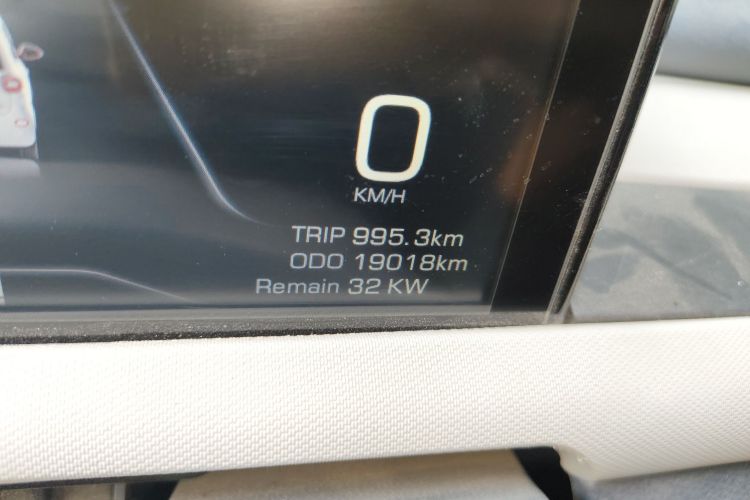 0
KM/H
TRIP 995.3km
ODO 19018km
Remain 32 KW